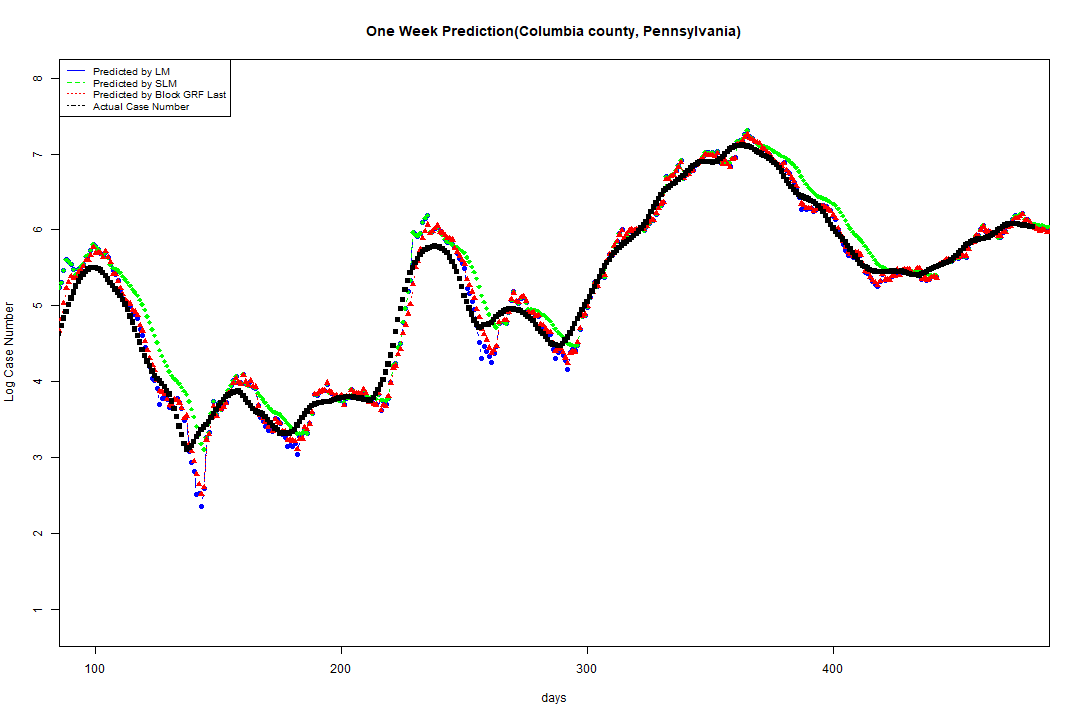 One Week Prediction(Columbia county, Pennsylvania)
Predicted by LM
Predicted by SLM
Predicted by Block GRF Last
Actual Case Number
8
7
6
5
4
3
2
1
Log Case Number
100 200 300 400
days